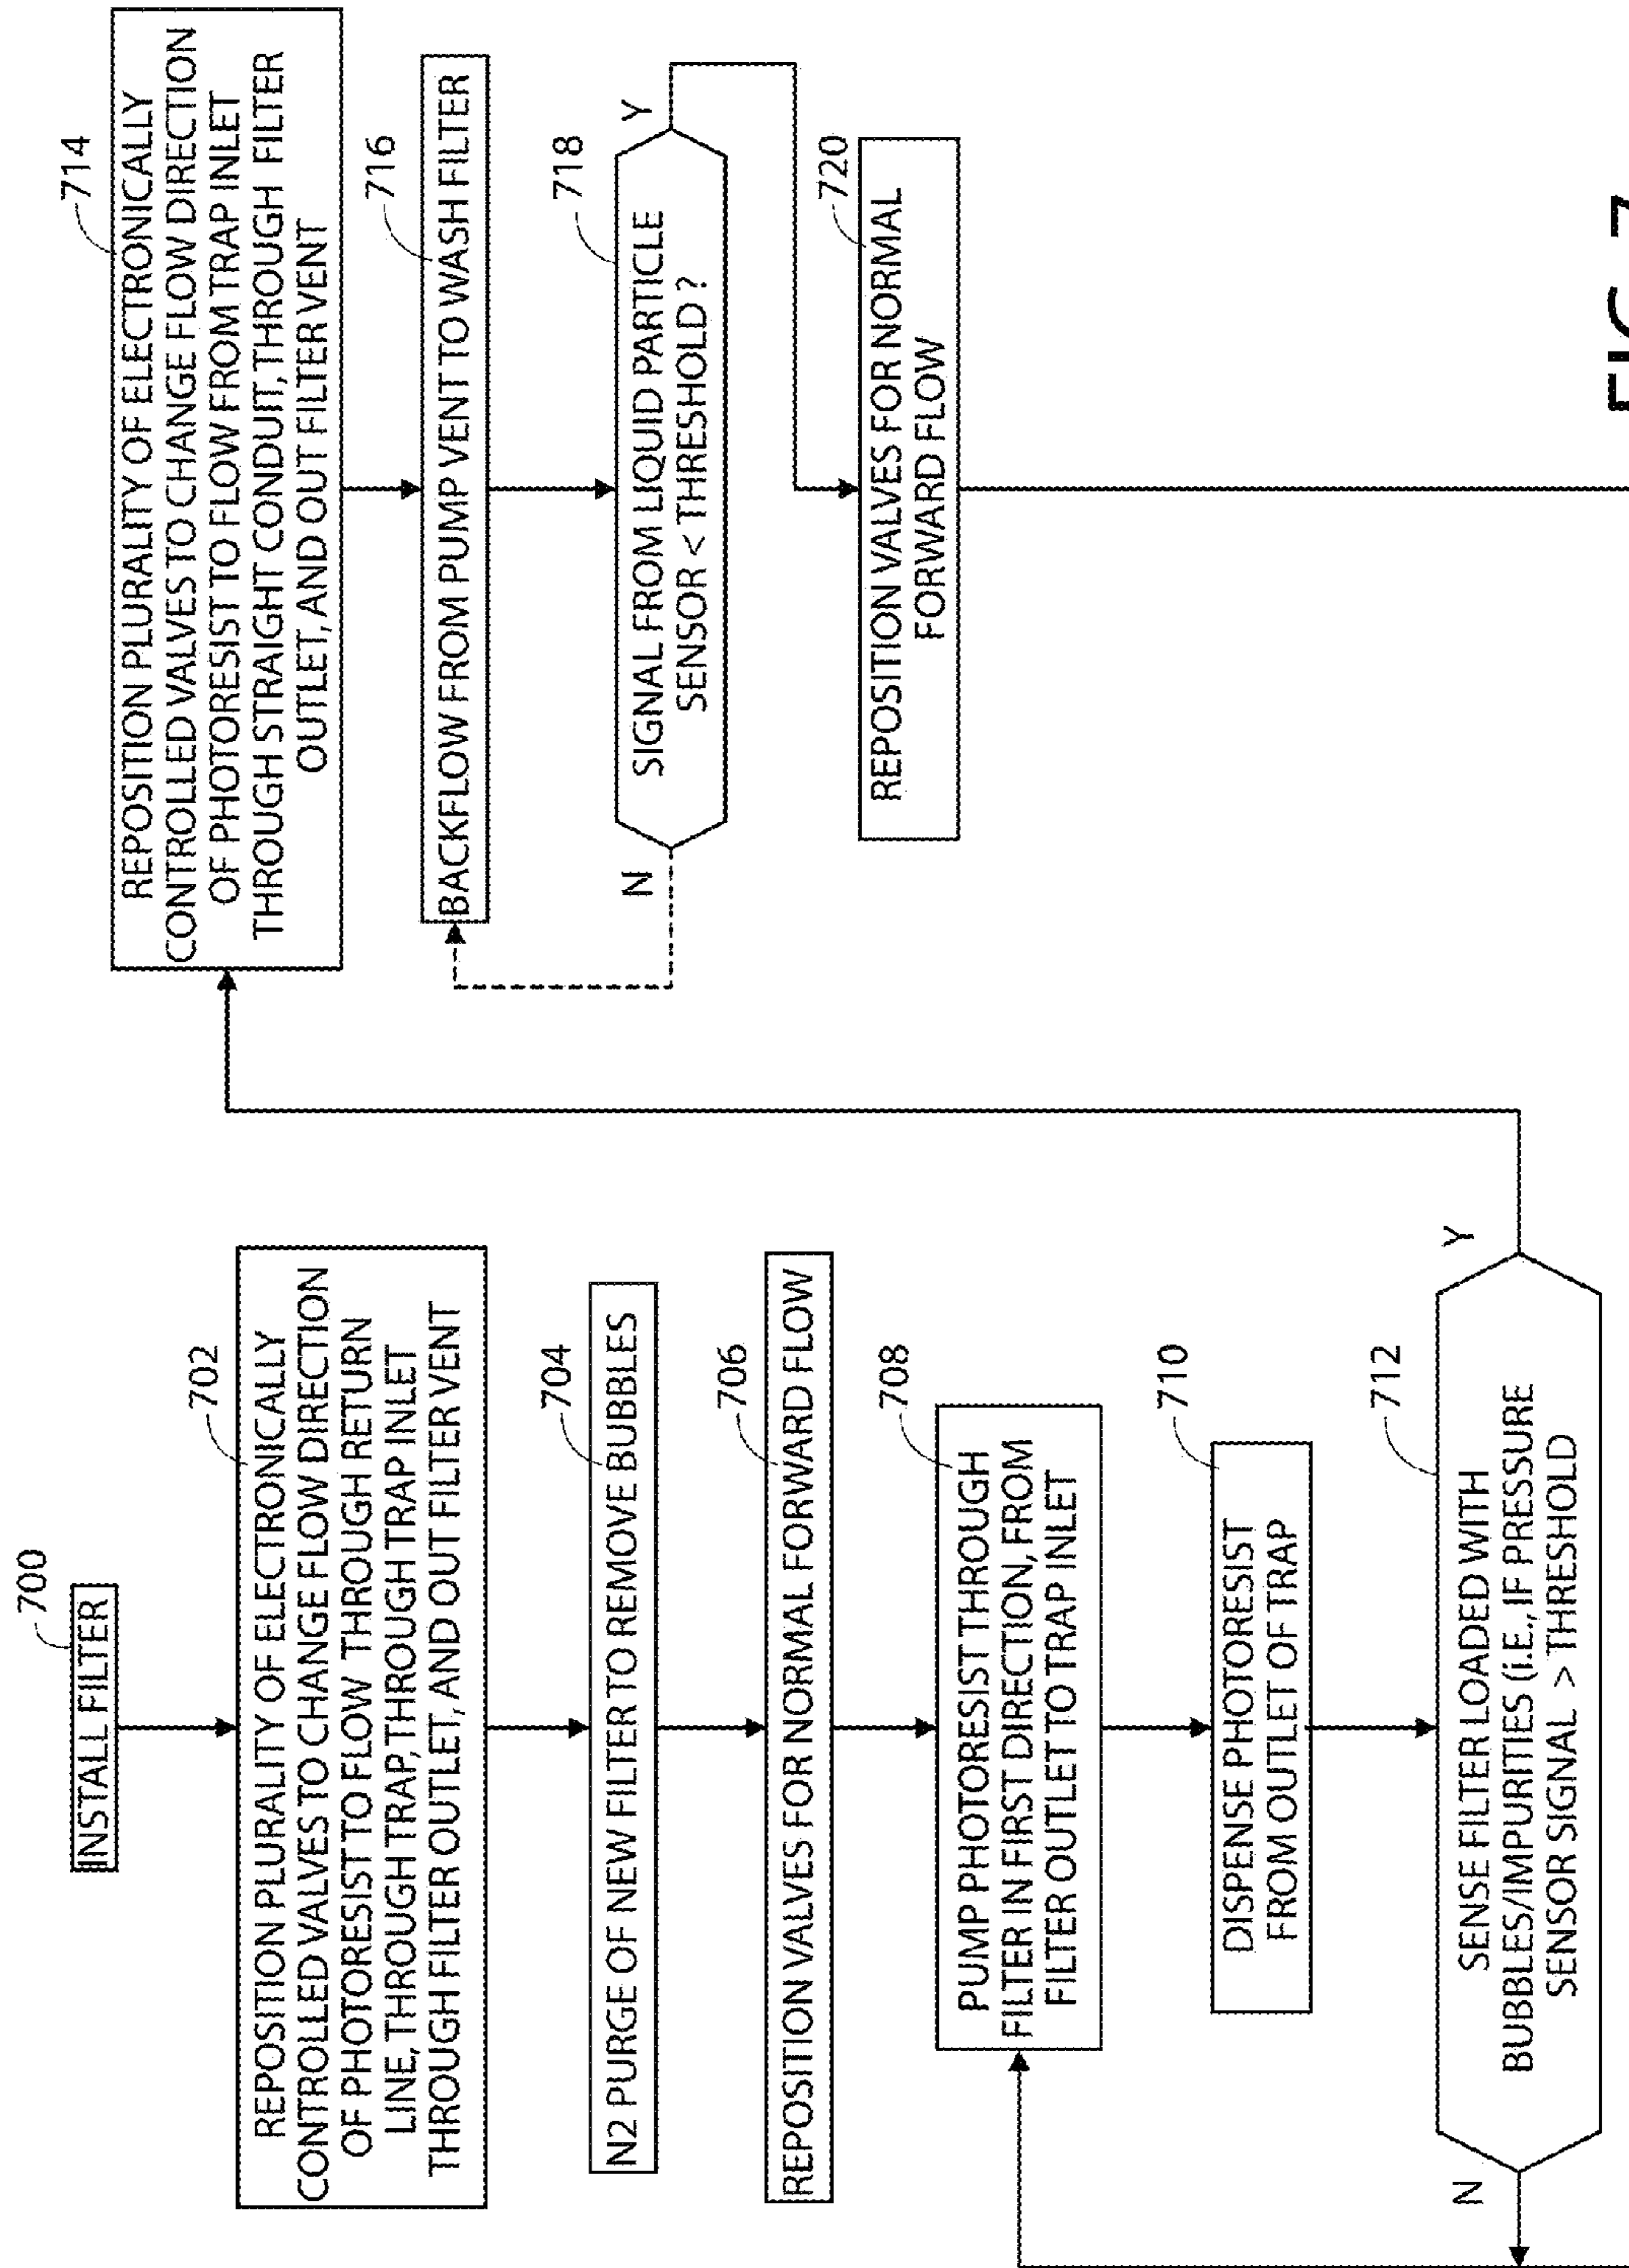 700
INSTALL FILTER
702
REPOSITION PLURALITY OF ELECTRONICALLY
CONTROLLED VALVES TO CHANGE FLOW DIRECTION
OF PHOTORESIST TO FLOW THROUGH RETURN
LINE, THROUGH TRAP, THROUGH TRAP INLET
THROUGH FILTER OUTLET, AND OUT FILTER VENT
704
N2 PURGE OF NEW FILTER TO REMOVE BUBBLES
706
REPOSITION VALVES FOR NORMAL FORWARD FLOW
708
PUMP PHOTORESIST THROUGH
FILTER IN FIRST DIRECTION, FROM
FILTER OUTLET TO TRAP INLET
710
DISPENSE PHOTORESIST
FROM OUTLET OF TRAP
712
SENSE FILTER LOADED WITH
BUBBLES/IMPURITIES (i.E., IF PRESSURE
SENSOR SIGNAL > THRESHOLD
N
Y
714
REPOSITION PLURALITY OF ELECTRONICALLY
CONTROLLED VALVES TO CHANGE FLOW DIRECTION
OF PHOTORESIST TO FLOW FROM TRAP INLET
THROUGH STRAIGHT CONDUIT, THROUGH FILTER
OUTLET, AND OUT FILTER VENT
716
BACKFLOW FROM PUMP VENT TO WASH FILTER
718
SIGNAL FROM LIQUID PARTICLE
SENSOR < THRESHOLD ?
N
Y
720
REPOSITION VALVES FOR NORMAL
FORWARD FLOW